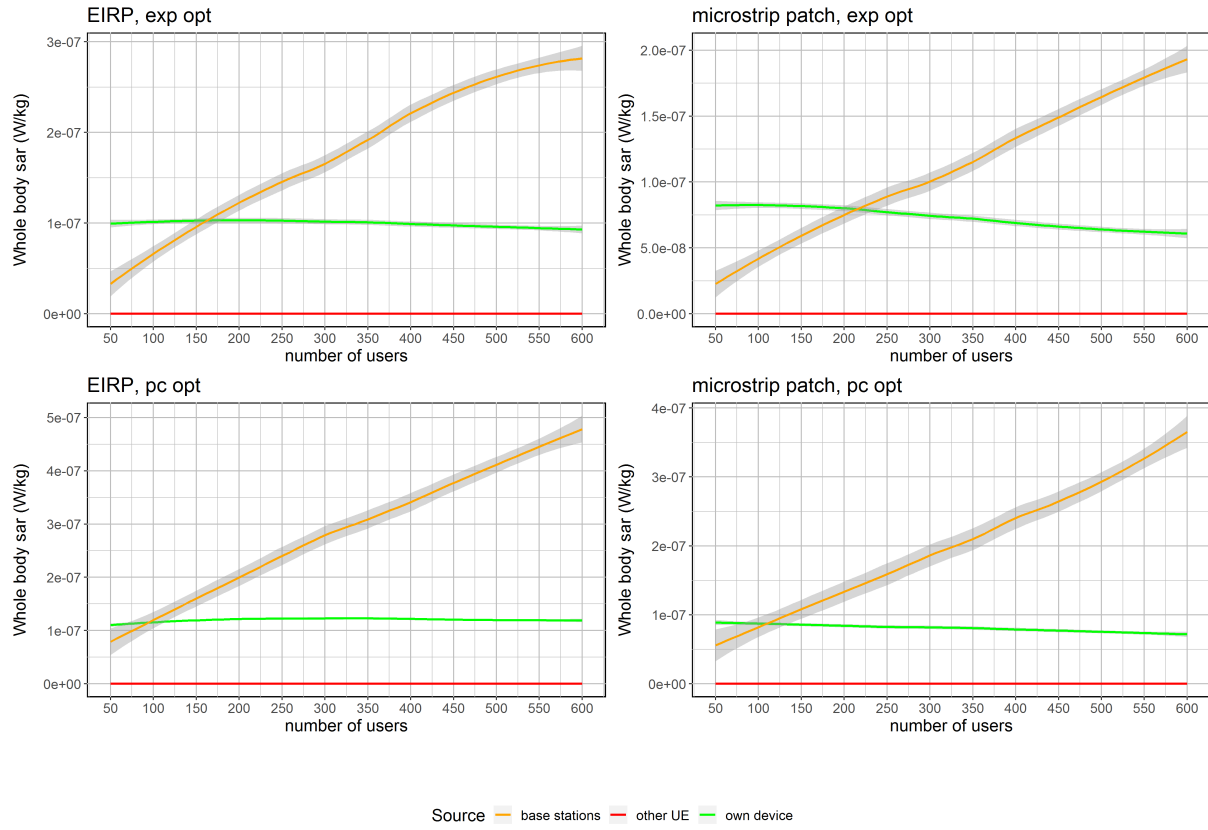 EIRP, exp opt
Whole body sar (W/kg)
3e-07
2e-07
1e-07
0e+00
50 100 150 200 250 300 350 400 450 500 550 600
number of users
microstrip patch, exp opt
Whole body sar (W/kg)
2.0e-07
1.5e-07
1.0e-07
5.0e-08
0.0e+00
50 100 150 200 250 300 350 400 450 500 550 600
number of users
EIRP, pc opt
Whole body sar (W/kg)
5e-07
4e-07
3e-07
2e-07
1e-07
0e+00
50 100 150 200 250 300 350 400 450 500 550 600
number of users
microstrip patch, pc opt
Whole body sar (W/kg)
4e-07
3e-07
2e-07
1e-07
0e+00
50 100 150 200 250 300 350 400 450 500 550 600
number of users
Source base stations other UE own device